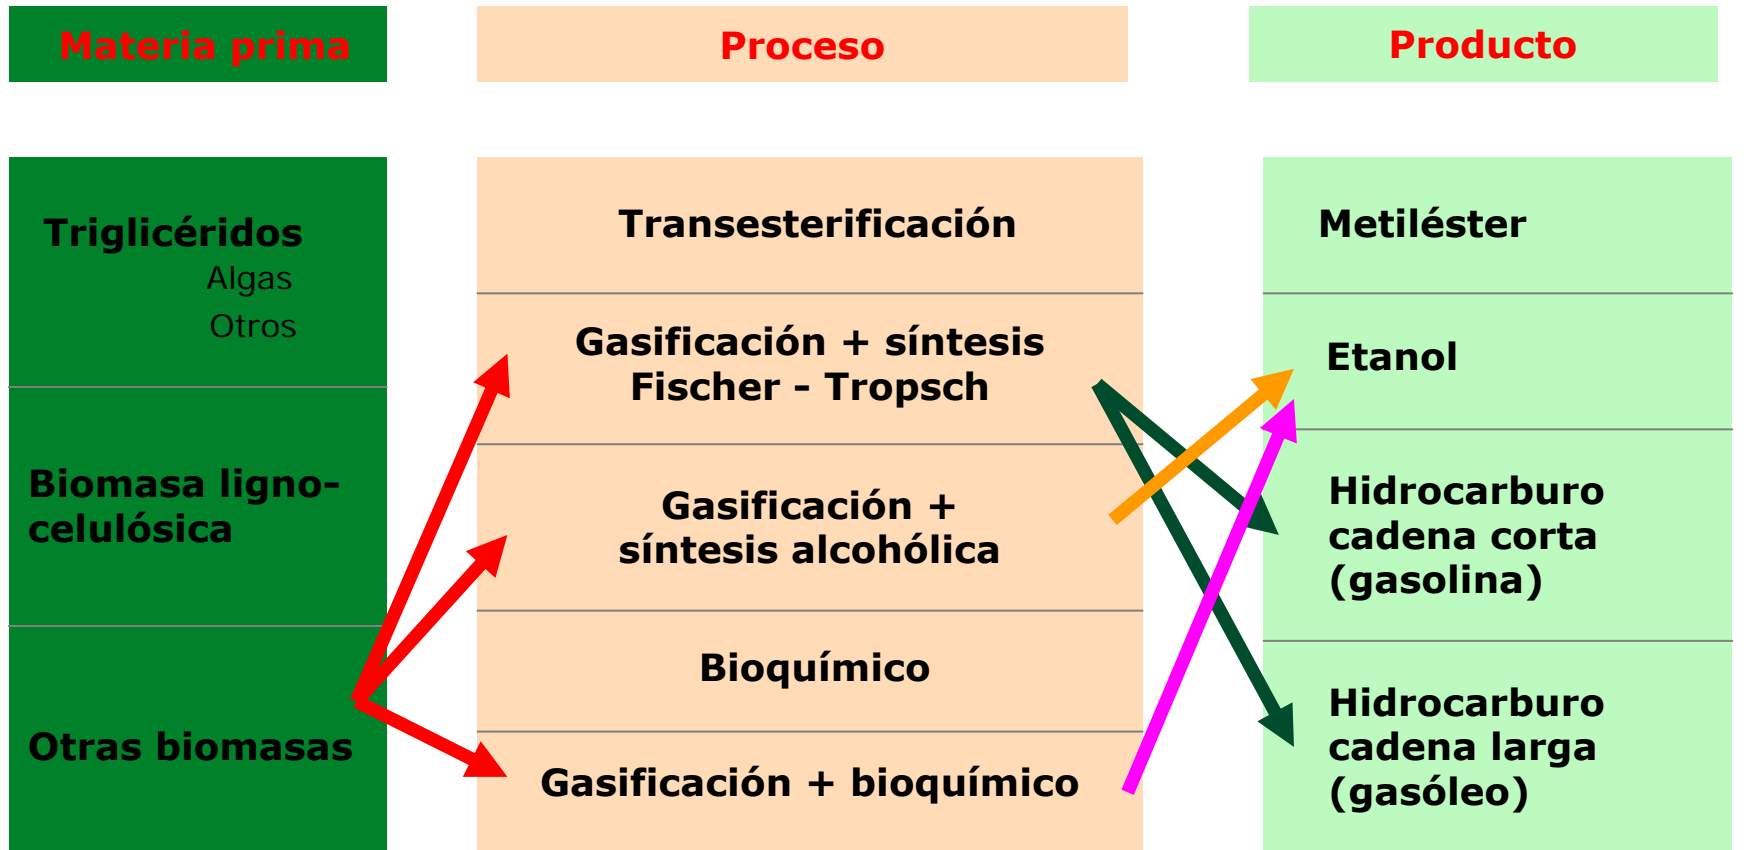 Materia prima
Proceso
Producto
Triglicéridos
Algas
Otros
Biomasa ligno-
celulósica
Otras biomasas
Transesterificación
Gasificación + síntesis
Fischer - Tropsch
Gasificación +
síntesis alcohólica
Bioquímico
Gasificación + bioquímico
Metiléster
Etanol
Hidrocarburo
cadena corta
(gasolina)
Hidrocarburo
cadena larga
(gasóleo)